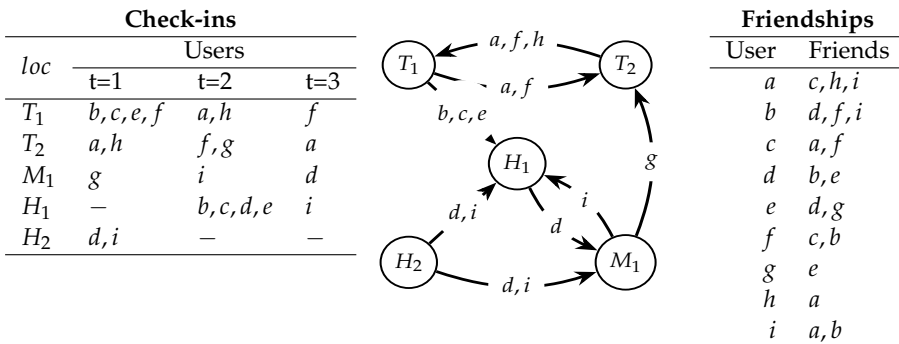 Check-ins
loc Users
t=1 t=2 t=3
T1 b, c, e, f a, h f
T2 a, h f, g a
M1 g i d
H1 − b, c, d, e i
H2 d, i − −
a, f, h
T1 T2
a, f
b, c, e
H1 g
d, i i
d
H2 M1
d, i
Friendships
User Friends
a c, h, i
b d, f, i
c a, f
d b, e
e d, g
f c, b
g e
h a
i a, b